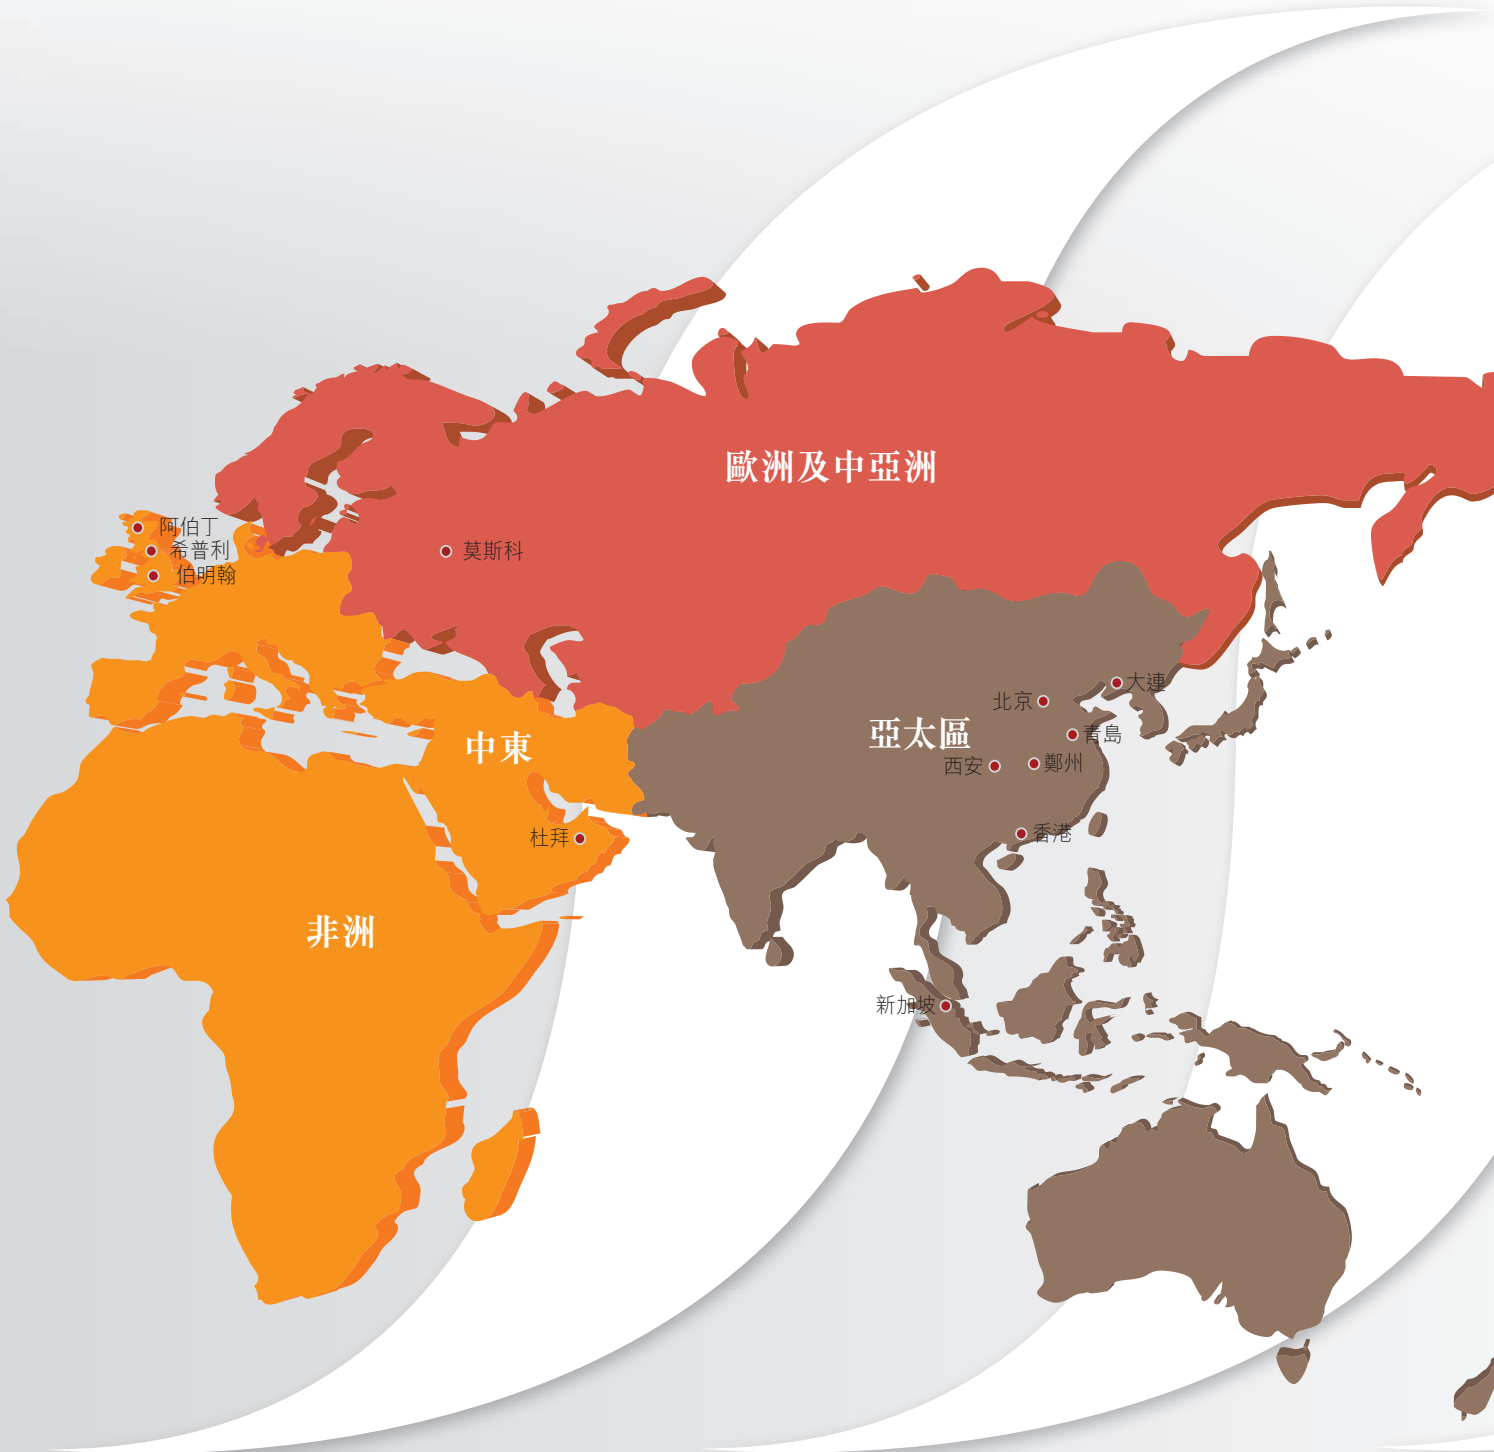 歐洲及中亞洲
阿伯丁
希普利
伯明翰
莫斯科
大連
北京
亞太區
青島
中東
西安
鄭州
香港
杜拜
非洲
新加坡